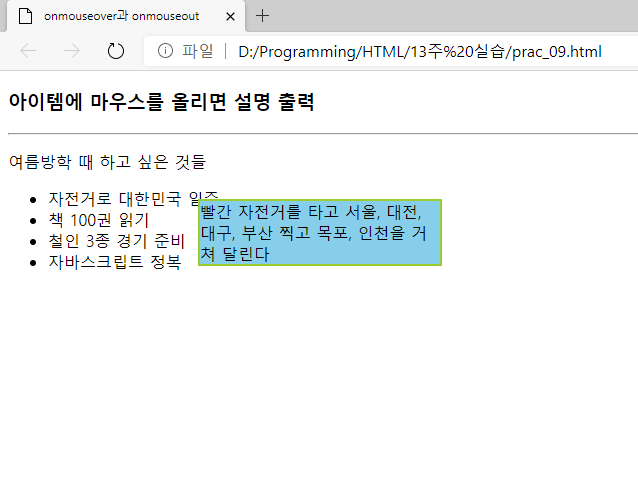 onmouseover과 onmouseout
파일 D:/Programming/HTML/13주%20실습/prac_09.html
아이템에 마우스를 올리면 설명 출력
여름방학 때 하고 싶은 것들
자전거로 대한민국 일주
책 100권 읽기
철인 3종 경기 준비
자바스크립트 정복
빨간 자전거를 타고 서울, 대전,
대구, 부산 찍고 목포, 인천을 거
쳐 달린다